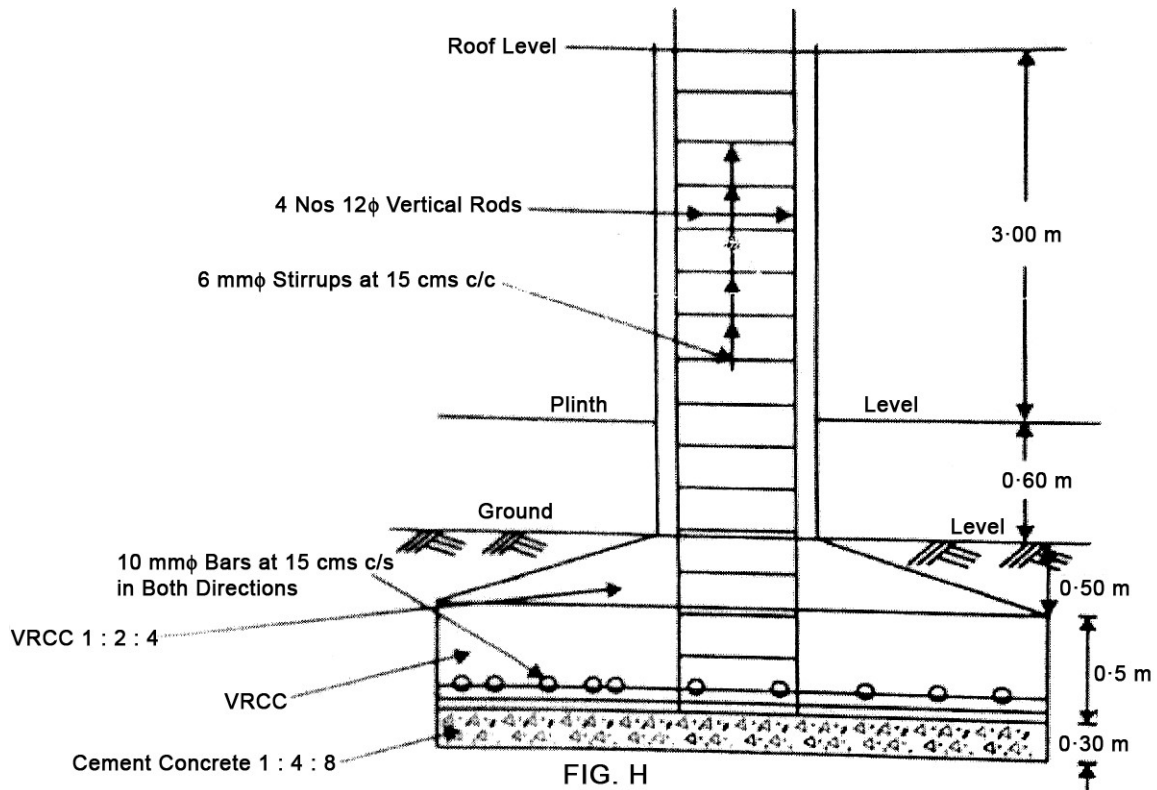 Roof Level
4 Nos 12ϕ Vertical Rods
3·00 m
6 mmϕ Stirrups at 15 cms c/c
Plinth Level
0·60 m
Ground Level
10 mmϕ Bars at 15 cms c/s
in Both Directions
0·50 m
VRCC 1 : 2 : 4
0·5 m
VRCC
0·30 m
Cement Concrete 1 : 4 : 8
FIG. H